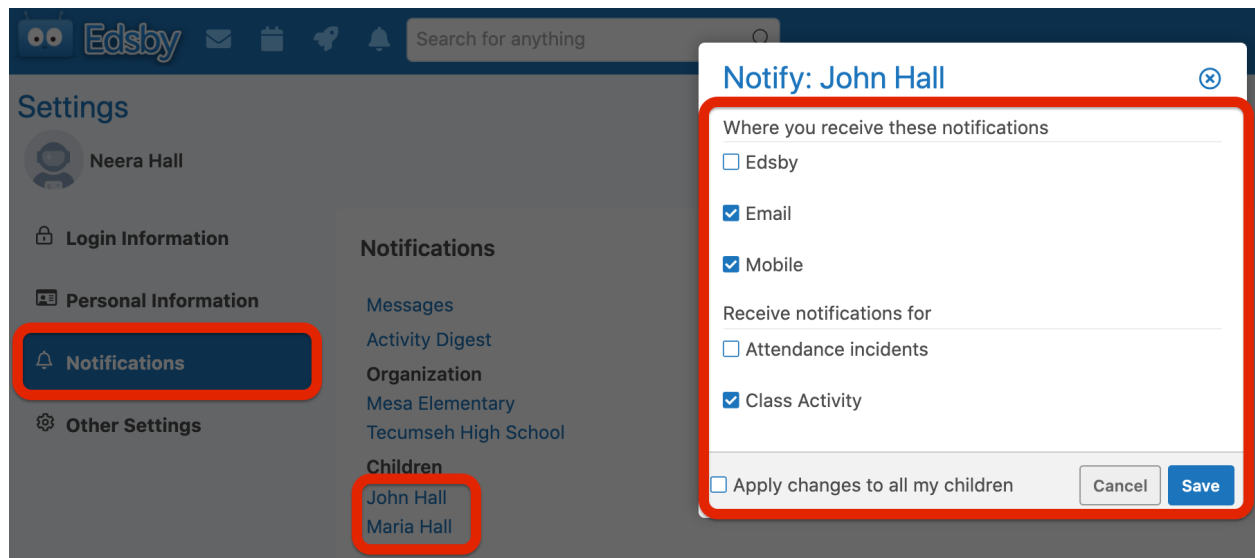 Edsby
Search for anything
Settings
Neera Hall
Login Information
Personal Information
Notifications
Other Settings
Notifications
Messages
Activity Digest
Organization
Mesa Elementary
Tecumseh High School
Children
John Hall
Maria Hall
Notify: John Hall
Where you receive these notifications
Edsby
Email
Mobile
Receive notifications for
Attendance incidents
Class Activity
Apply changes to all my children
Cancel
Save